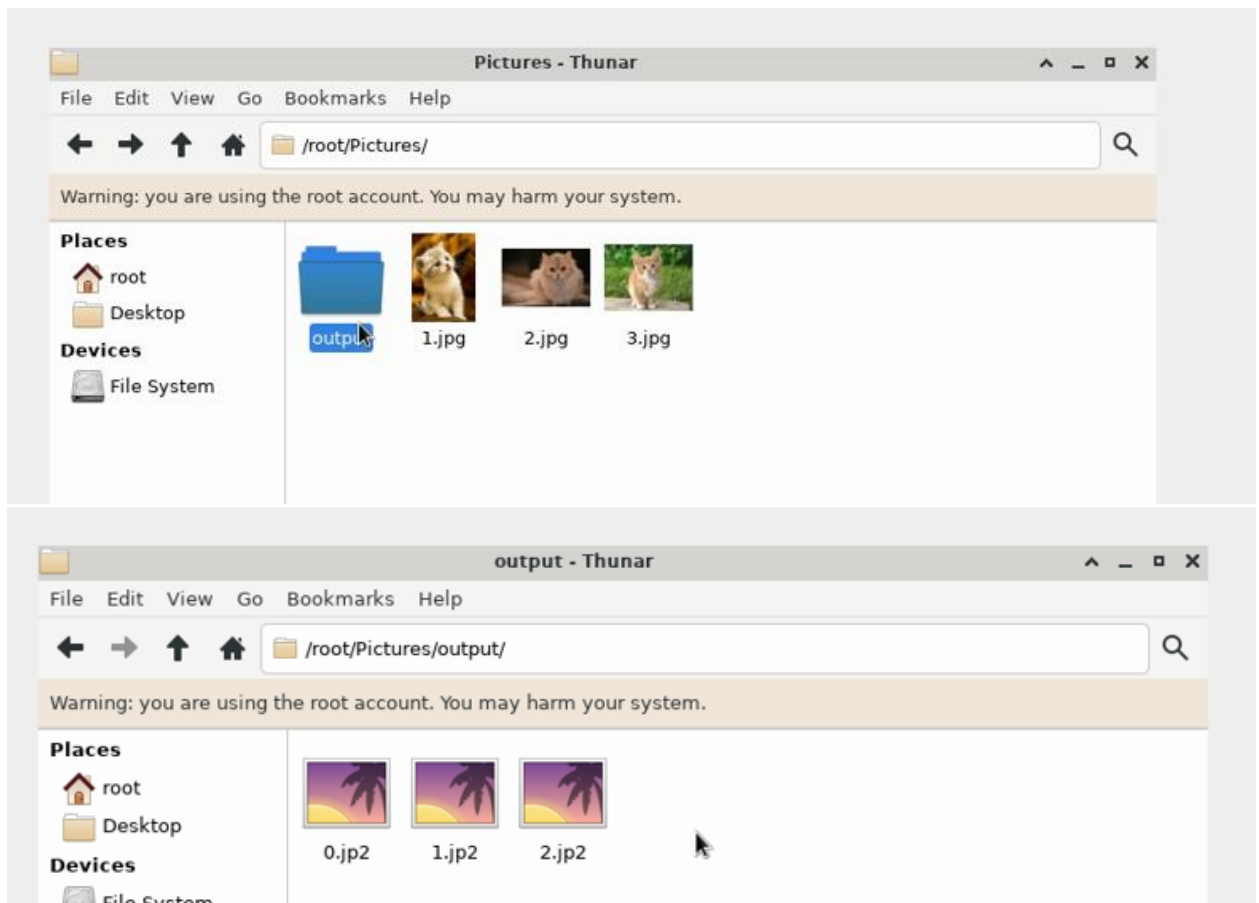 Pictures - Thunar
File Edit View Go Bookmarks Help
/root/Pictures/
Warning: you are using the root account. You may harm your system.
Places
root
Desktop
Devices
File System
output 1.jpg 2.jpg 3.jpg
output - Thunar
File Edit View Go Bookmarks Help
/root/Pictures/output/
Warning: you are using the root account. You may harm your system.
Places
root
Desktop
Devices
File System
0.jp2 1.jp2 2.jp2